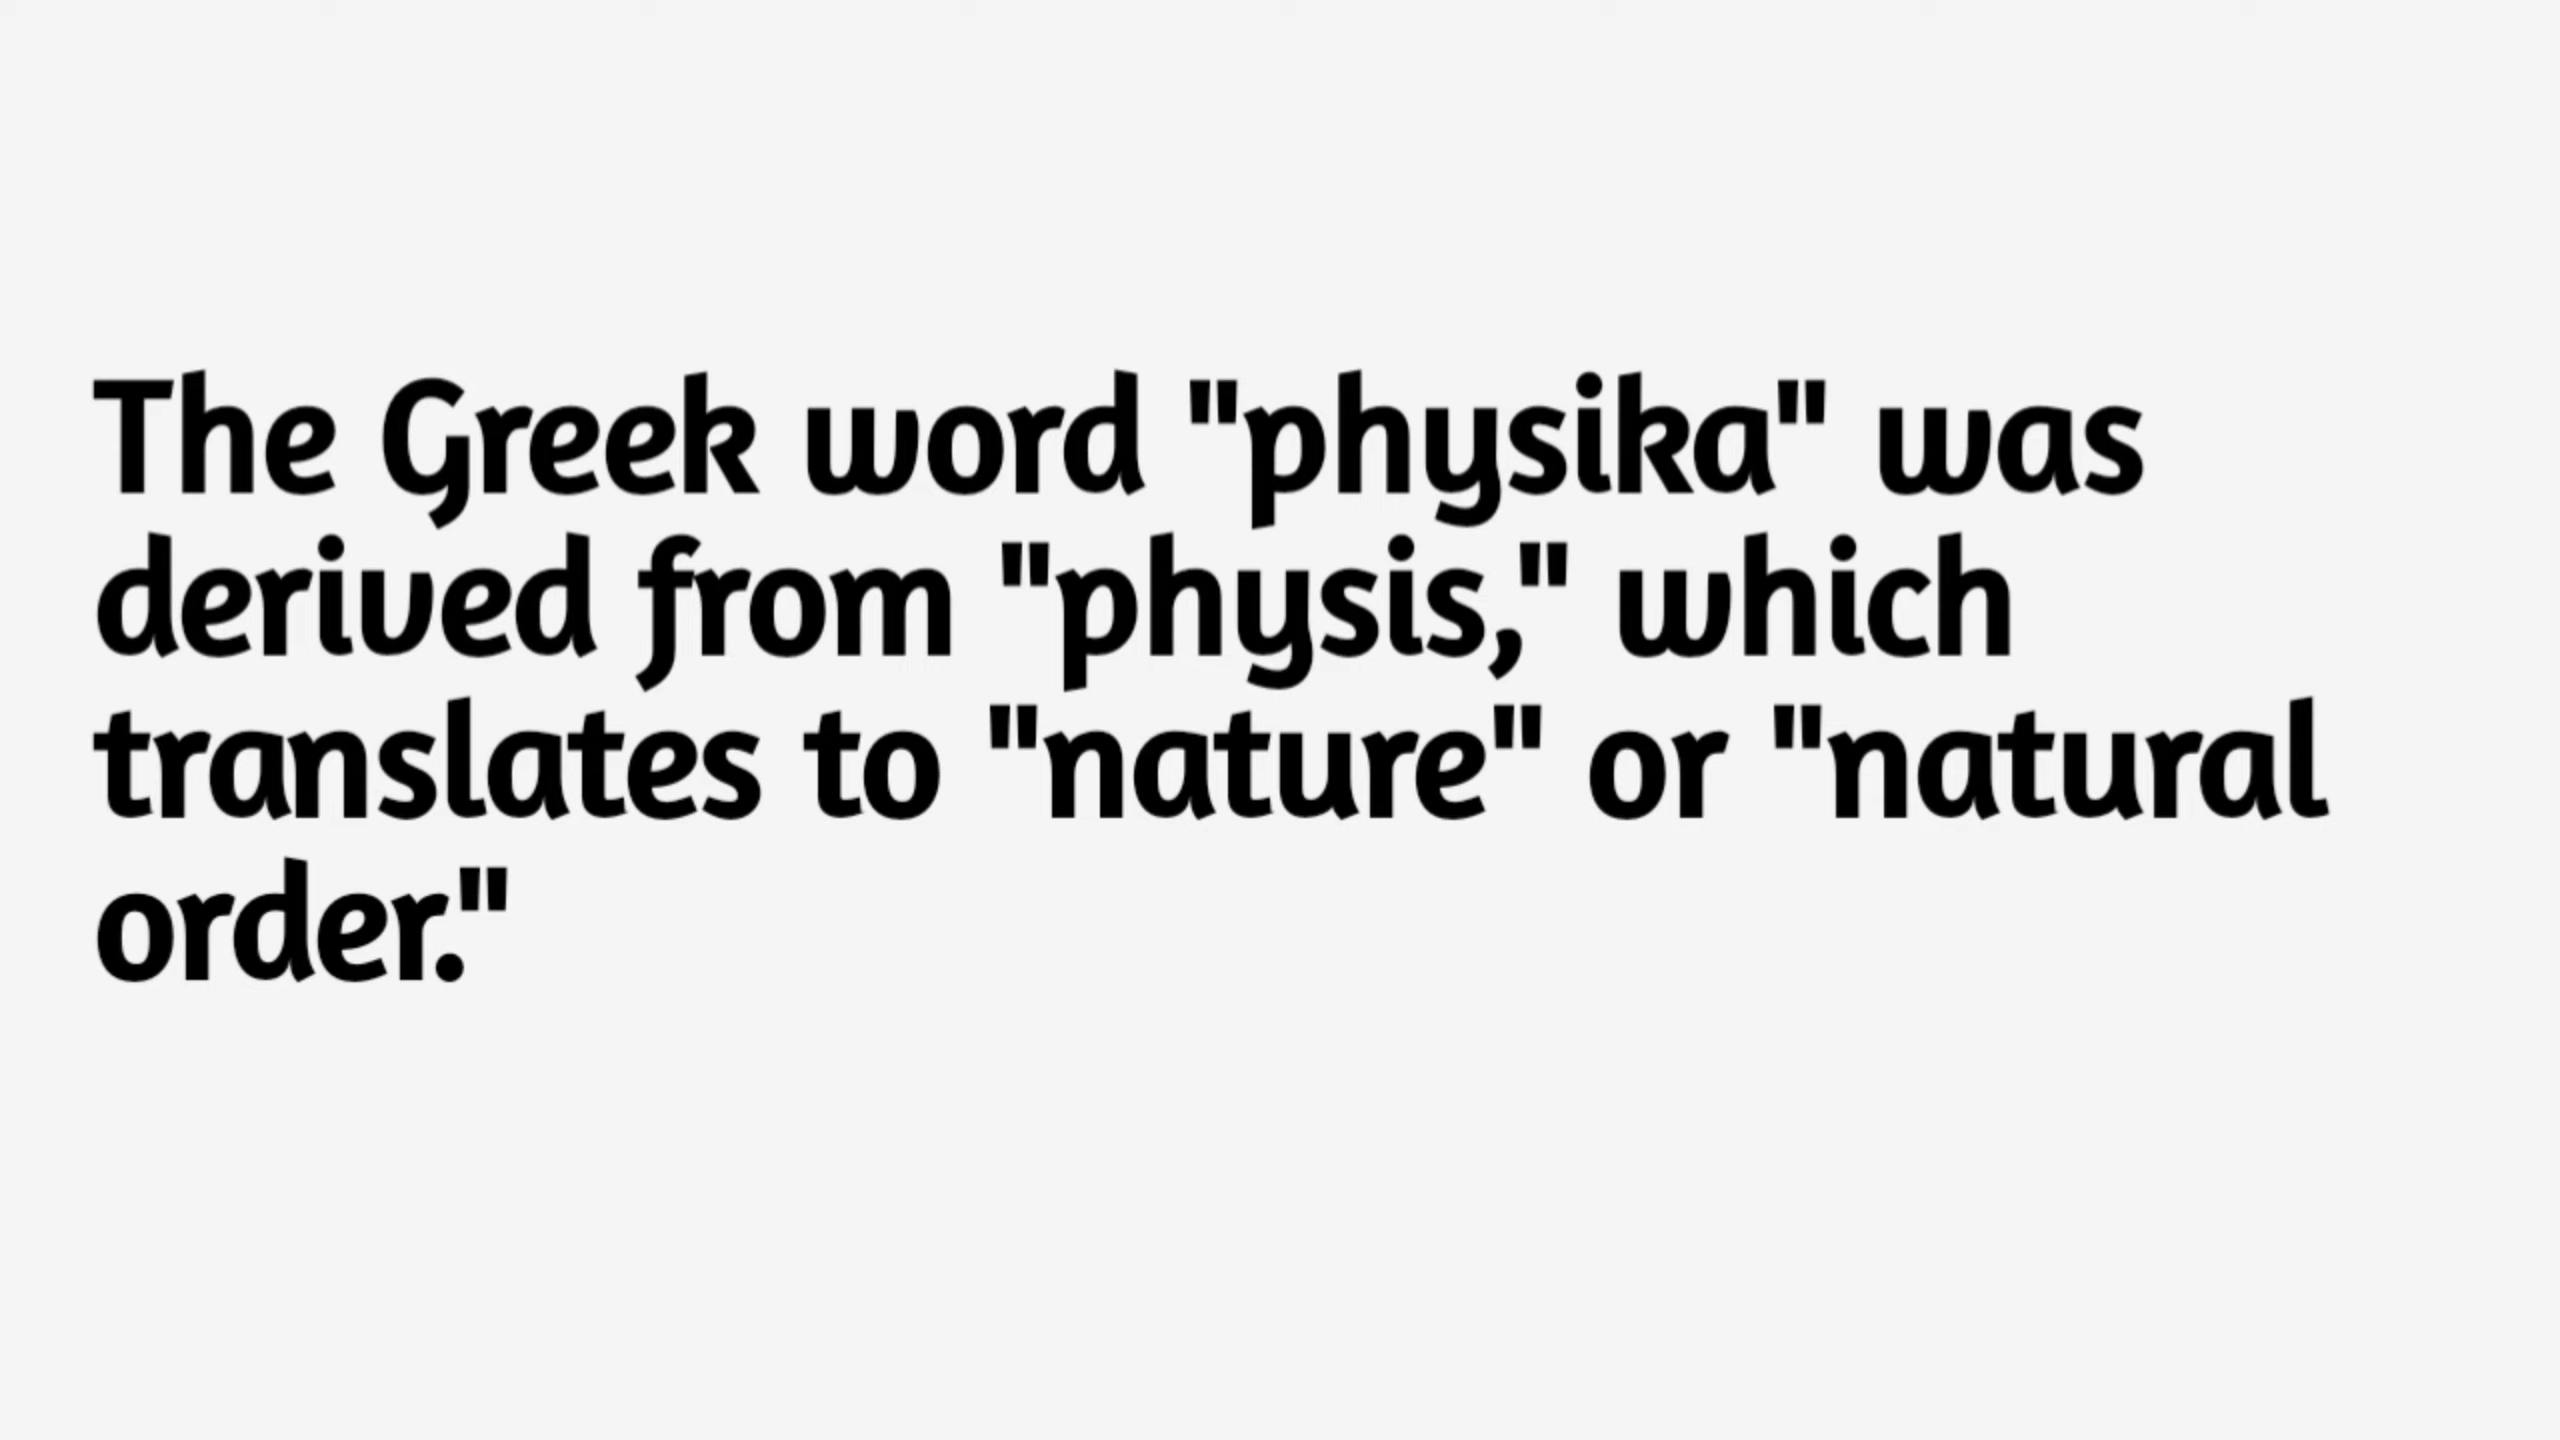 The Greek word "physika" was
derived from "physis," which
translates to "nature" or "natural
order."